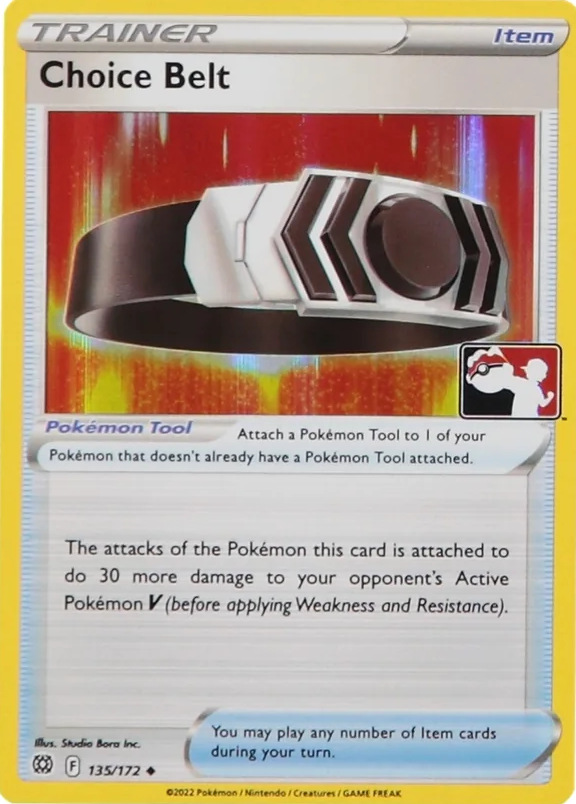 TRAINER Item
Choice Belt
Pokémon Tool Attach a Pokémon Tool to 1 of your
Pokémon that doesn't already have a Pokémon Tool attached.
The attacks of the Pokémon this card is attached to
do 30 more damage to your opponent's Active
Pokémon V (before applying Weakness and Resistance).
You may play any number of Item cards
during your turn.
Illus. Studio Bora Inc.
F 135/172
©2022 Pokémon / Nintendo / Creatures / GAME FREAK